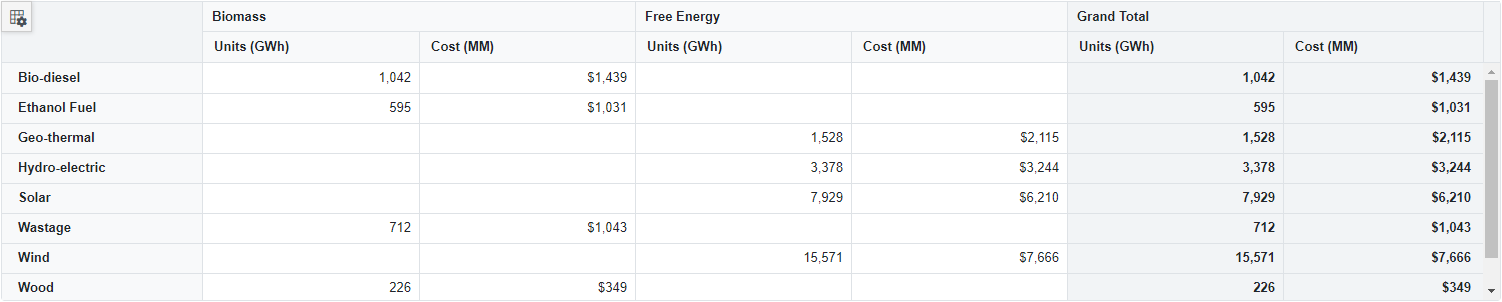 Biomass Free Energy Grand Total
Units (GWh) Cost (MM) Units (GWh) Cost (MM) Units (GWh) Cost (MM)
Bio-diesel 1,042 $1,439 1,042 $1,439
Ethanol Fuel 595 $1,031 595 $1,031
Geo-thermal 1,528 $2,115 1,528 $2,115
Hydro-electric 3,378 $3,244 3,378 $3,244
Solar 7,929 $6,210 7,929 $6,210
Wastage 712 $1,043 712 $1,043
Wind 15,571 $7,666 15,571 $7,666
Wood 226 $349 226 $349